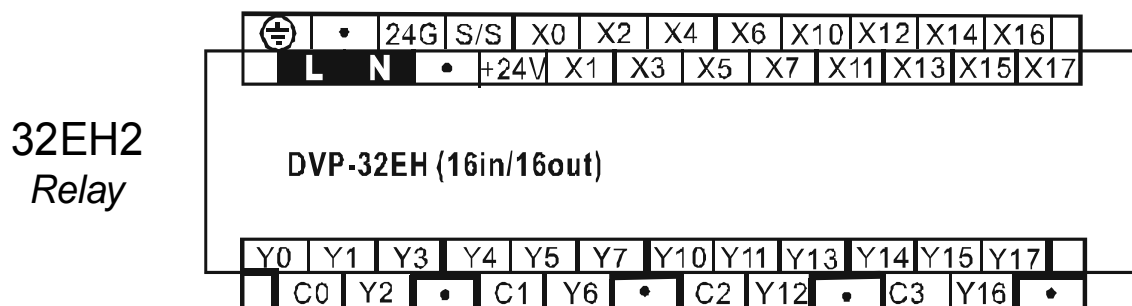 24G S/S X0 X2 X4 X6 X10 X12 X14 X16
L N +24V X1 X3 X5 X7 X11 X13 X15 X17
32EH2
Relay
DVP-32EH (16in/16out)
Y0 Y1 Y3 Y4 Y5 Y7 Y10 Y11 Y13 Y14 Y15 Y17
C0 Y2 C1 Y6 C2 Y12 C3 Y16